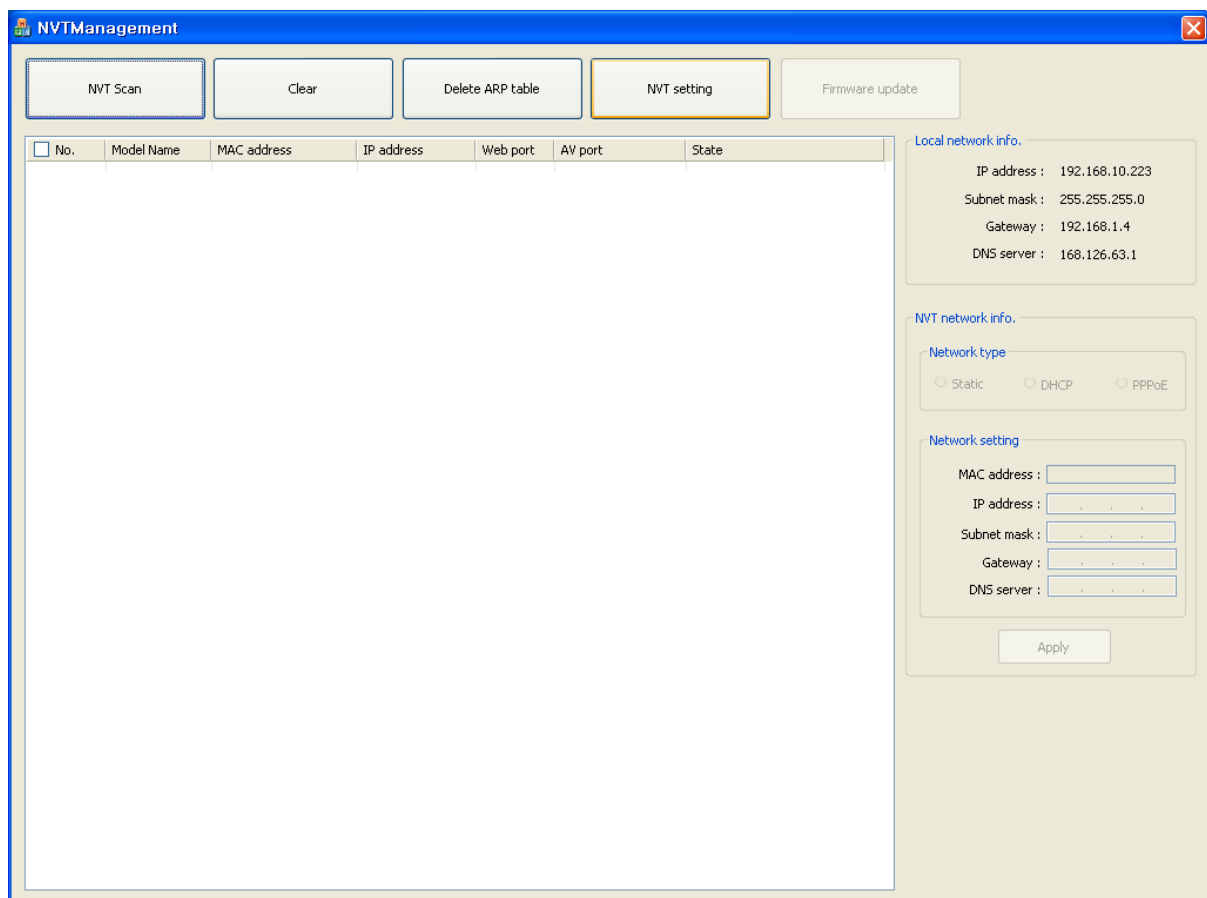 NVTManagement
NVT Scan Clear Delete ARP table NVT setting Firmware update
No. Model Name MAC address IP address Web port AV port State
Local network info.
IP address : 192.168.10.223
Subnet mask : 255.255.255.0
Gateway : 192.168.1.4
DNS server : 168.126.63.1
NVT network info.
Network type
Static DHCP PPPoE
Network setting
MAC address :
IP address : . . .
Subnet mask : . . .
Gateway : . . .
DNS server : . . .
Apply